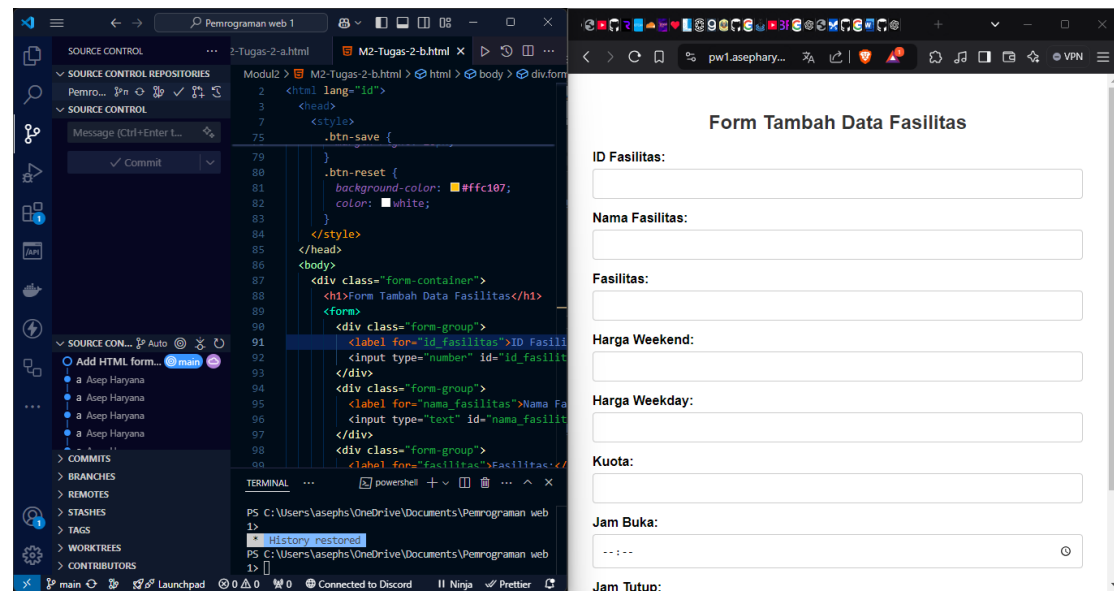 Pemrograman web 1
SOURCE CONTROL
SOURCE CONTROL REPOSITORIES
Pemro...
SOURCE CONTROL
Message (Ctrl+Enter t...
Commit
SOURCE CON...
Auto
Add HTML form... main
a Asep Haryana
a Asep Haryana
a Asep Haryana
a Asep Haryana
COMMITS
BRANCHES
REMOTES
STASHES
TAGS
WORKTREES
CONTRIBUTORS
2-Tugas-2-a.html
M2-Tugas-2-b.html
Modul2 > M2-Tugas-2-b.html > html > body > div.form
2 <html lang="id">
3 <head>
7 <style>
75 .btn-save {
79 }
80 .btn-reset {
81 background-color: #ffc107;
82 color: white;
83 }
84 </style>
85 </head>
86 <body>
87 <div class="form-container">
88 <h1>Form Tambah Data Fasilitas</h1>
89 <form>
90 <div class="form-group">
91 <label for="id_fasilitas">ID Fasili
92 <input type="number" id="id_fasilit
93 </div>
94 <div class="form-group">
95 <label for="nama_fasilitas">Nama Fa
96 <input type="text" id="nama_fasilit
97 </div>
98 <div class="form-group">
99 <label for="fasilitas">Fasilitas:</
TERMINAL
powershell
PS C:\Users\asephs\OneDrive\Documents\Pemrograman web
1>
* History restored
PS C:\Users\asephs\OneDrive\Documents\Pemrograman web
1>
main
Launchpad
0 0
0
Connected to Discord
Ninja
Prettier
pw1.asephary...
VPN
Form Tambah Data Fasilitas
ID Fasilitas:
Nama Fasilitas:
Fasilitas:
Harga Weekend:
Harga Weekday:
Kuota:
Jam Buka:
--:--
Jam Tutup: